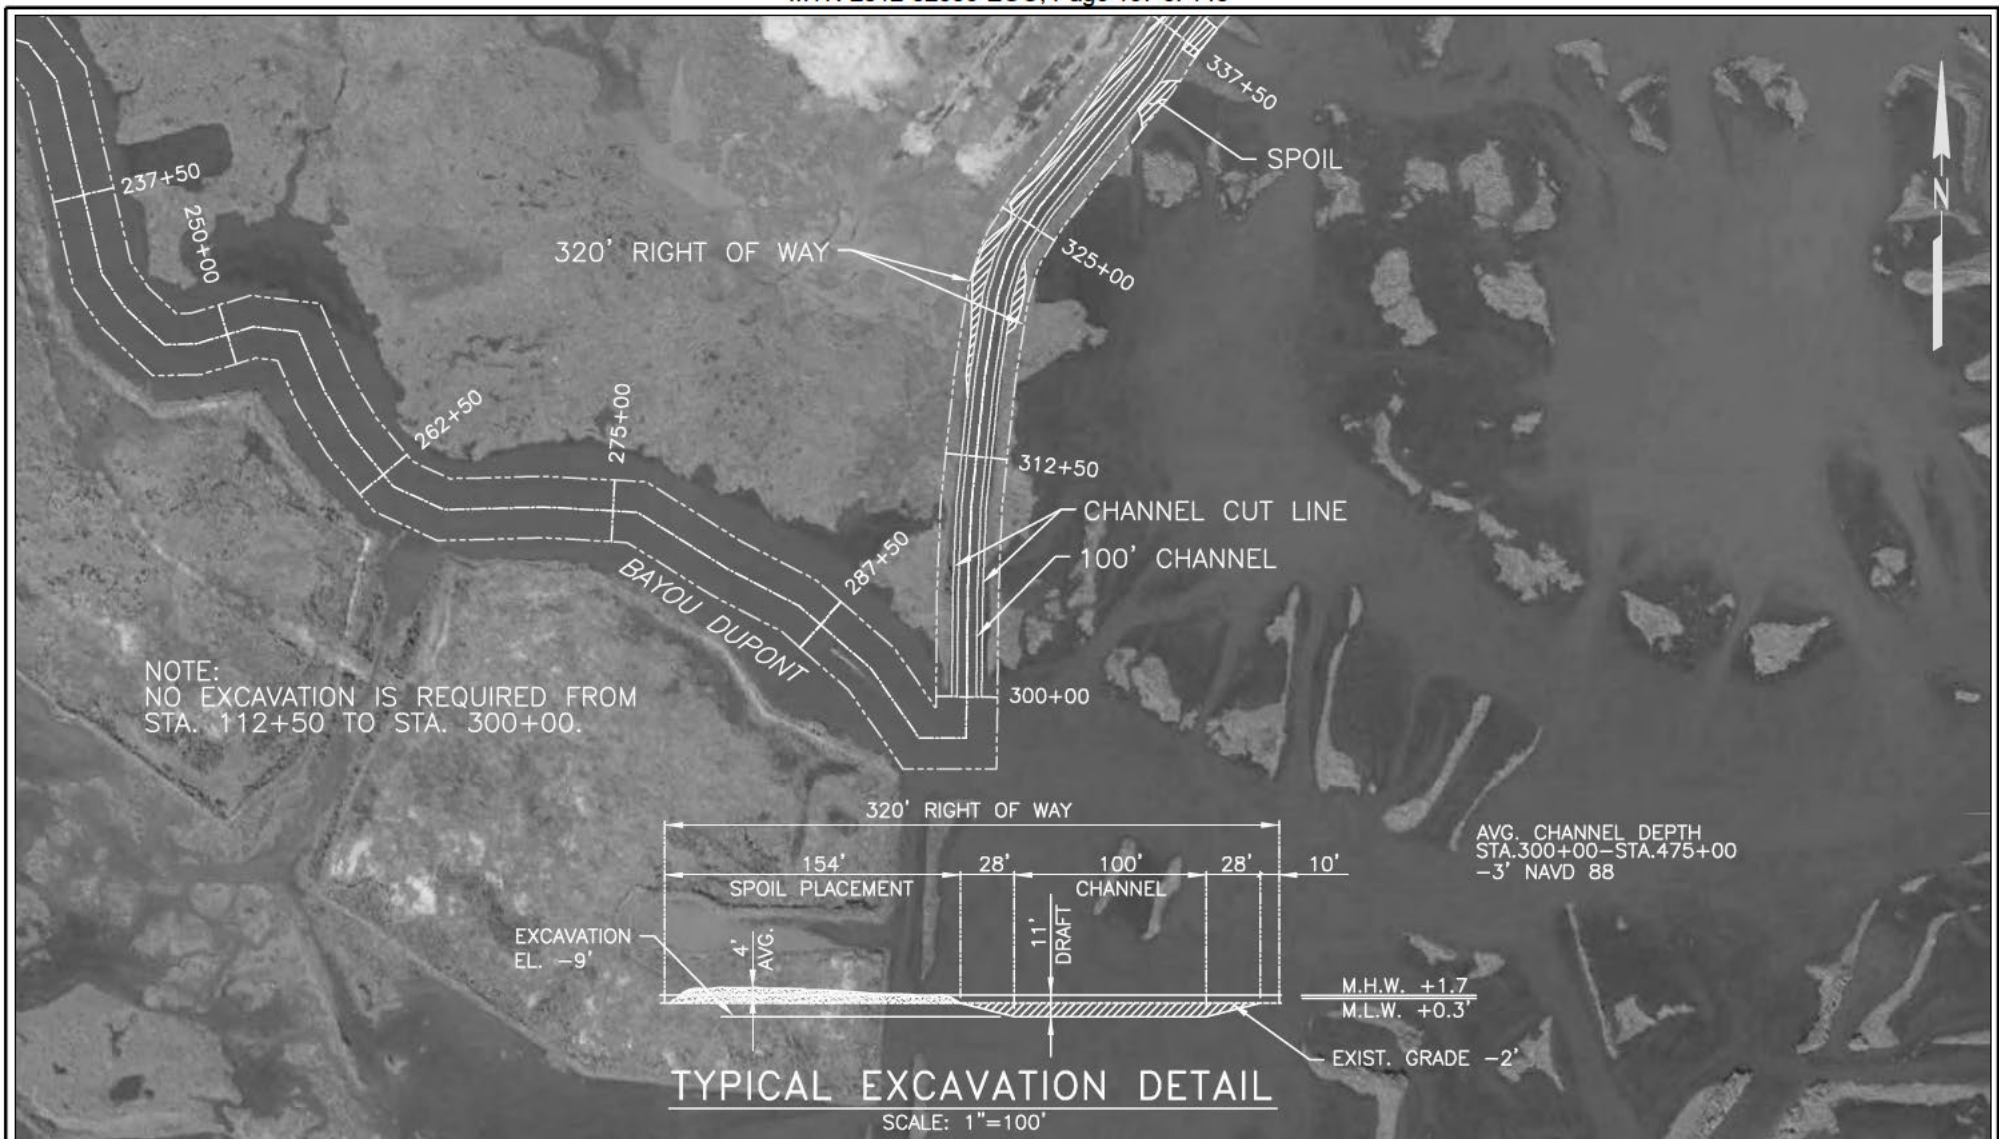 337+50
SPOIL
N
237+50
250+00
320' RIGHT OF WAY
325+00
262+50
275+00
312+50
CHANNEL CUT LINE
100' CHANNEL
287+50
BAYOU DUPONT
NOTE:
NO EXCAVATION IS REQUIRED FROM
STA. 112+50 TO STA. 300+00.
300+00
320' RIGHT OF WAY
AVG. CHANNEL DEPTH
STA.300+00-STA.475+00
-3' NAVD 88
154'
28'
100'
28'
10'
SPOIL PLACEMENT
CHANNEL
EXCAVATION
EL. -9'
4'
AVG.
11'
DRAFT
M.H.W. +1.7
M.L.W. +0.3'
EXIST. GRADE -2'
TYPICAL EXCAVATION DETAIL
SCALE: 1"=100'